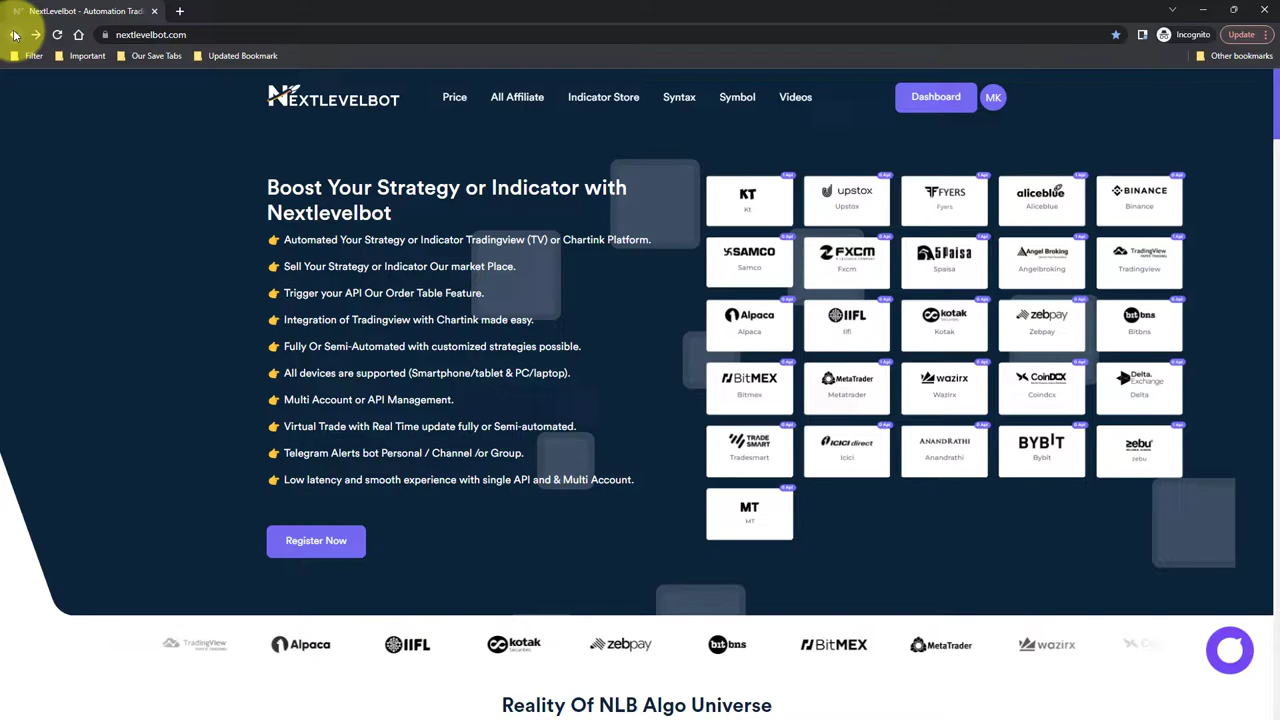 NextLevelbot - Automation Trad
nextlevelbot.com
Incognito
Update
Filter
Important
Our Save Tabs
Updated Bookmark
Other bookmarks
NEXTLEVELBOT
Price
All Affiliate
Indicator Store
Syntax
Symbol
Videos
Dashboard
MK
Boost Your Strategy or Indicator with
Nextlevelbot
Automated Your Strategy or Indicator Tradingview (TV) or Chartink Platform.
Sell Your Strategy or Indicator Our market Place.
Trigger your API Our Order Table Feature.
Integration of Tradingview with Chartink made easy.
Fully Or Semi-Automated with customized strategies possible.
All devices are supported (Smartphone/tablet & PC/laptop).
Multi Account or API Management.
Virtual Trade with Real Time update fully or Semi-automated.
Telegram Alerts bot Personal / Channel /or Group.
Low latency and smooth experience with single API and & Multi Account.
Register Now
KT
Kt
upstox
Upstox
FYERS
Fyers
aliceblue
Aliceblue
BINANCE
Binance
SAMCO
Samco
FXCM
Fxcm
5paisa
5paisa
Angel Broking
Angelbroking
TradingView
Tradingview
Alpaca
Alpaca
IIFL
Iifl
kotak
Kotak
zebpay
Zebpay
bitbns
Bitbns
BitMEX
Bitmex
MetaTrader
Metatrader
wazirx
Wazirx
CoinDCX
Coindcx
Delta Exchange
Delta
TRADE SMART
Tradesmart
ICICI direct
Icici
ANANDRATHI
Anandrathi
BYBIT
Bybit
zebu
zebu
MT
MT
TradingView
Alpaca
IIFL
kotak
zebpay
bitbns
BitMEX
MetaTrader
wazirx
Reality Of NLB Algo Universe